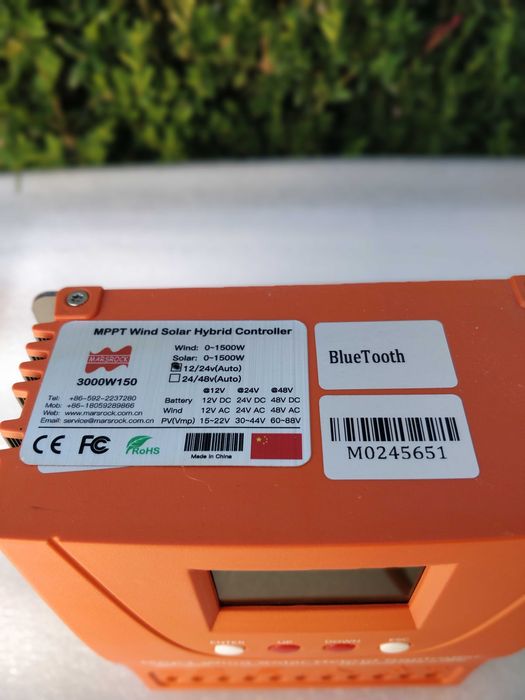 MPPT Wind Solar Hybrid Controller
MARSROCK
3000W150
Wind: 0~1500W
Solar: 0~1500W
12/24v(Auto)
24/48v(Auto)
@12V @24V @48V
Battery 12V DC 24V DC 48V DC
Wind 12V AC 24V AC 48V AC
PV(Vmp) 15~22V 30~44V 60~88V
Tel: +86-592-2237280
Mob: +86-18059289866
Web: www.marsrock.com.cn
Email: service@marsrock.com.cn
CE FC RoHS
Made in China
BlueTooth
M0245651
ENTER UP DOWN ESC